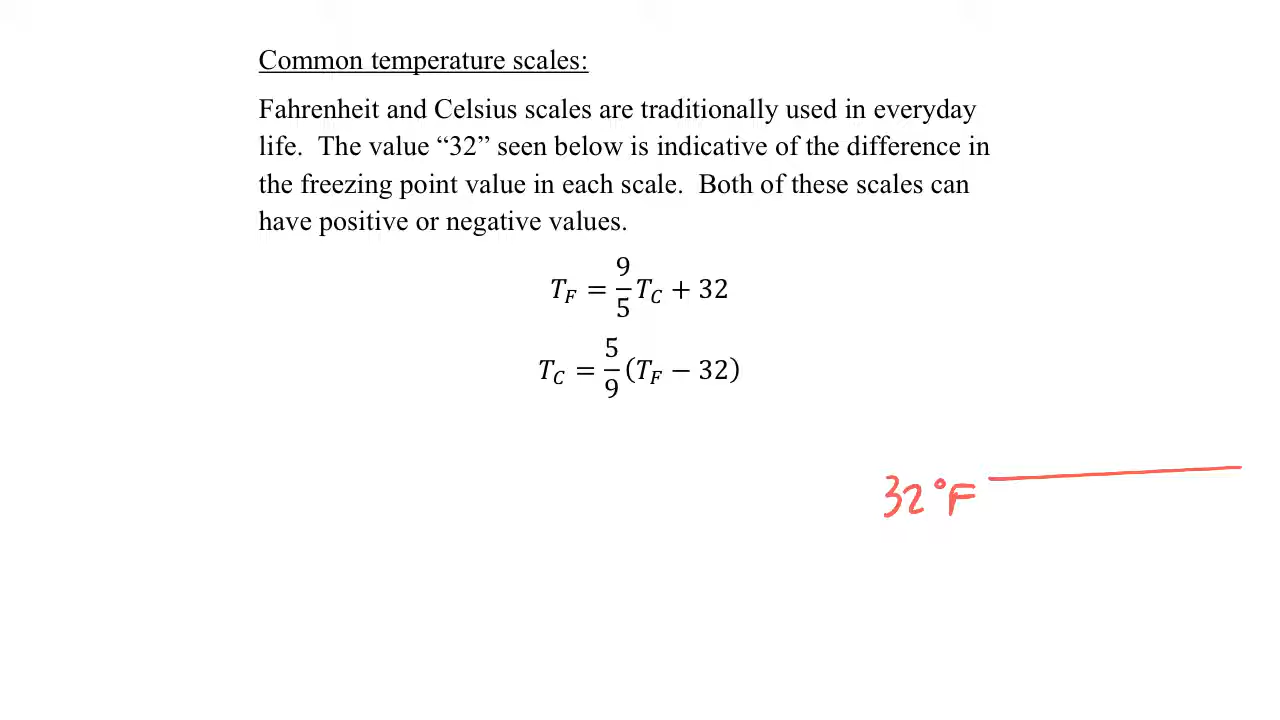 Common temperature scales:
Fahrenheit and Celsius scales are traditionally used in everyday
life.  The value “32” seen below is indicative of the difference in
the freezing point value in each scale.  Both of these scales can
have positive or negative values.
T_F = 9/5 T_C + 32
T_C = 5/9 (T_F − 32)
32°F